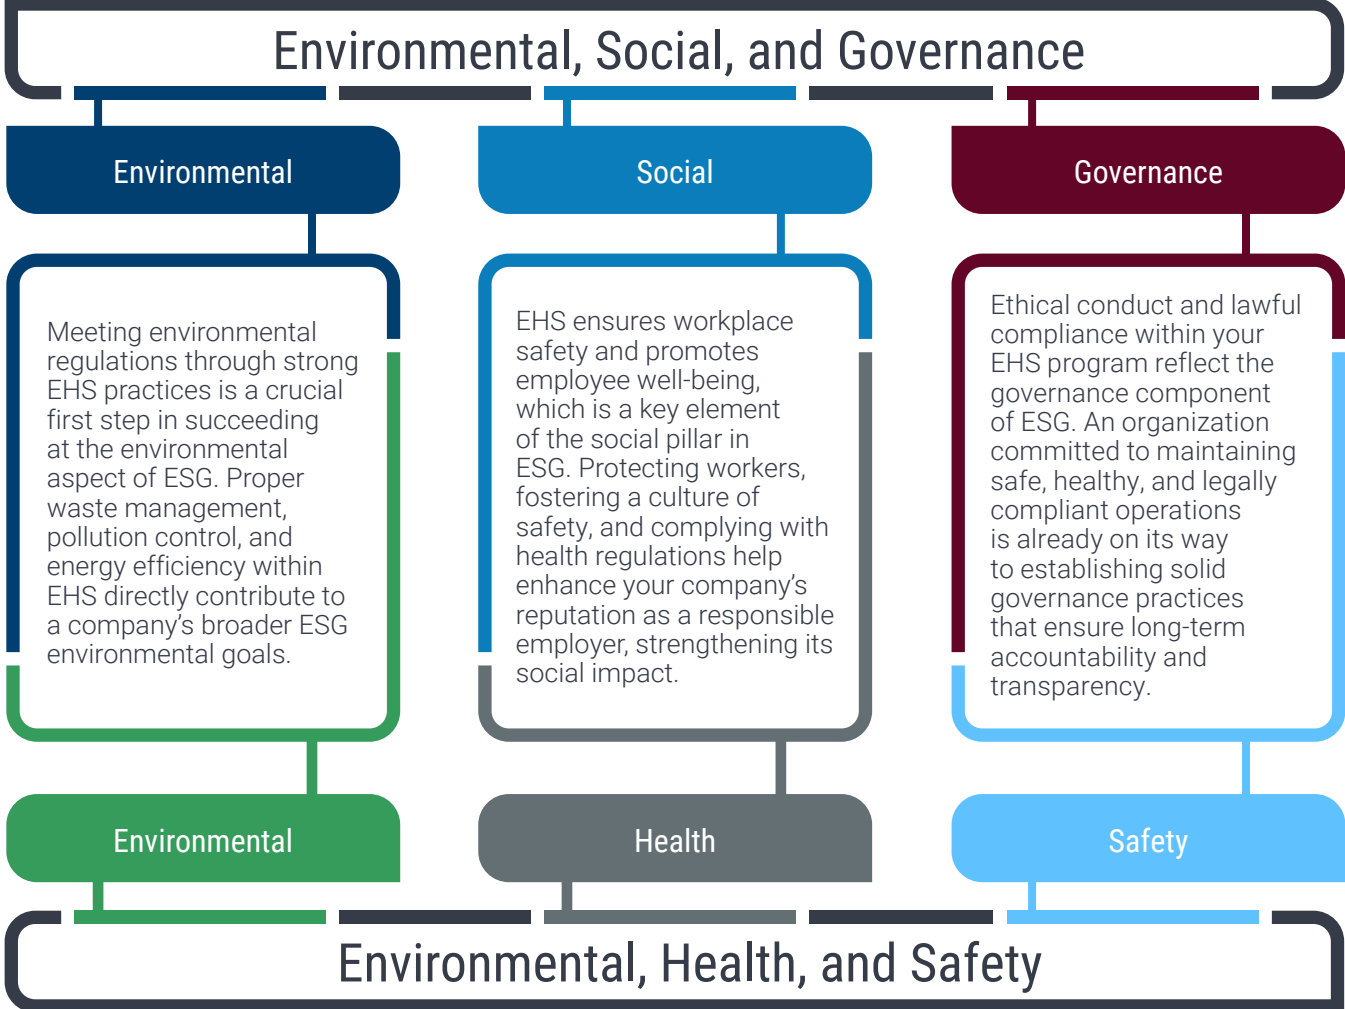 Environmental, Social, and Governance
Environmental
Social
Governance
Meeting environmental
regulations through strong
EHS practices is a crucial
first step in succeeding
at the environmental
aspect of ESG. Proper
waste management,
pollution control, and
energy efficiency within
EHS directly contribute to
a company’s broader ESG
environmental goals.
EHS ensures workplace
safety and promotes
employee well-being,
which is a key element
of the social pillar in
ESG. Protecting workers,
fostering a culture of
safety, and complying with
health regulations help
enhance your company’s
reputation as a responsible
employer, strengthening its
social impact.
Ethical conduct and lawful
compliance within your
EHS program reflect the
governance component
of ESG. An organization
committed to maintaining
safe, healthy, and legally
compliant operations
is already on its way
to establishing solid
governance practices
that ensure long-term
accountability and
transparency.
Environmental
Health
Safety
Environmental, Health, and Safety